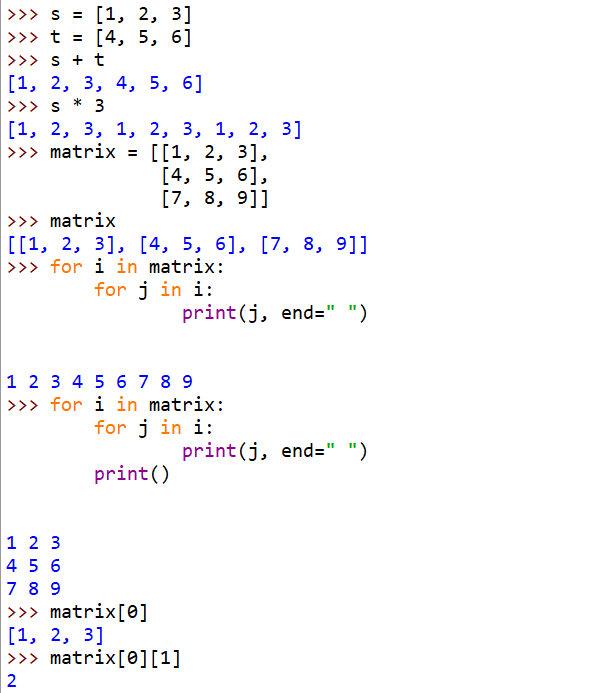 >>> s = [1, 2, 3]
>>> t = [4, 5, 6]
>>> s + t
[1, 2, 3, 4, 5, 6]
>>> s * 3
[1, 2, 3, 1, 2, 3, 1, 2, 3]
>>> matrix = [[1, 2, 3],
              [4, 5, 6],
              [7, 8, 9]]
>>> matrix
[[1, 2, 3], [4, 5, 6], [7, 8, 9]]
>>> for i in matrix:
        for j in i:
                print(j, end=" ")
1 2 3 4 5 6 7 8 9
>>> for i in matrix:
        for j in i:
                print(j, end=" ")
        print()
1 2 3
4 5 6
7 8 9
>>> matrix[0]
[1, 2, 3]
>>> matrix[0][1]
2